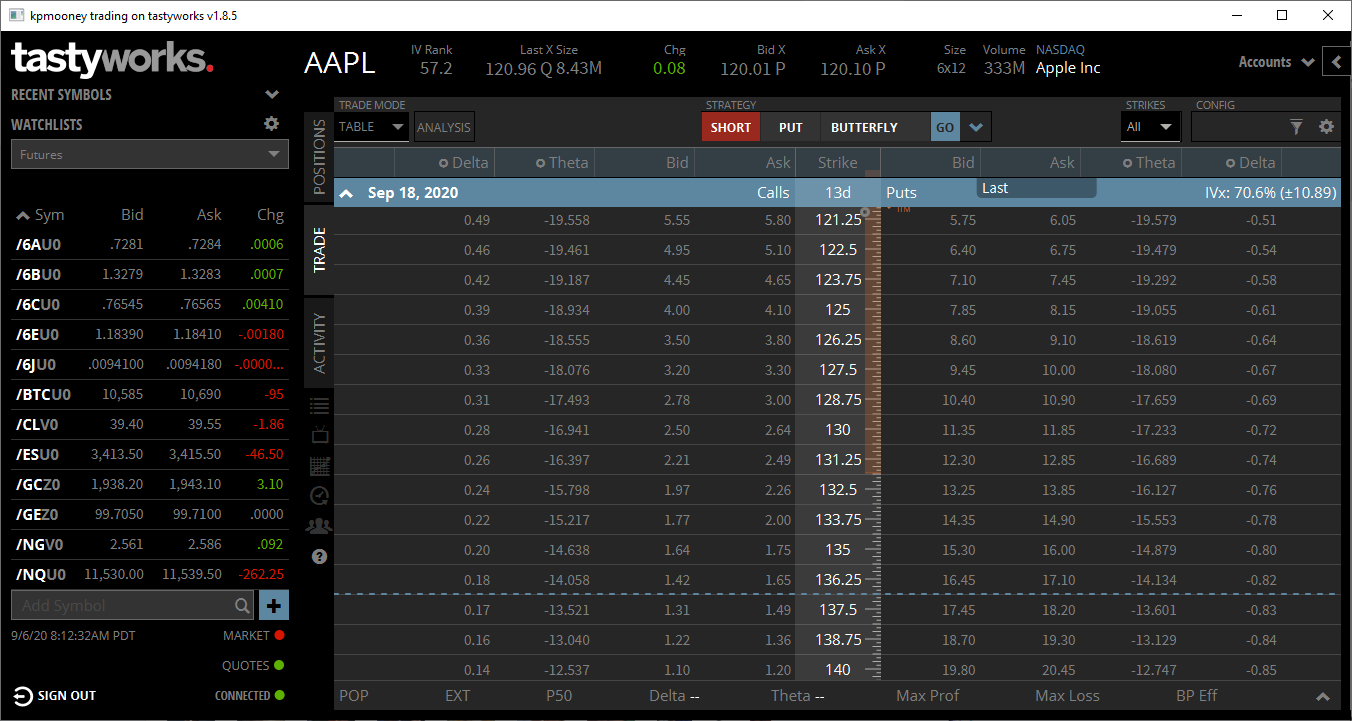 kpmooney trading on tastyworks v1.8.5
tastyworks.
RECENT SYMBOLS
WATCHLISTS
Futures
Sym Bid Ask Chg
/6AU0 .7281 .7284 .0006
/6BU0 1.3279 1.3283 .0007
/6CU0 .76545 .76565 .00410
/6EU0 1.18390 1.18410 -.00180
/6JU0 .0094100 .0094180 -.0000...
/BTCU0 10,585 10,690 -95
/CLV0 39.40 39.55 -1.86
/ESU0 3,413.50 3,415.50 -46.50
/GCZ0 1,938.20 1,943.10 3.10
/GEZ0 99.7050 99.7100 .0000
/NGV0 2.561 2.586 .092
/NQU0 11,530.00 11,539.50 -262.25
Add Symbol
9/6/20 8:12:32AM PDT MARKET
QUOTES
SIGN OUT CONNECTED
AAPL
IV Rank Last X Size Chg Bid X Ask X Size Volume NASDAQ
57.2 120.96 Q 8.43M 0.08 120.01 P 120.10 P 6x12 333M Apple Inc
Accounts
POSITIONS
TRADE
ACTIVITY
TRADE MODE STRATEGY STRIKES CONFIG
TABLE ANALYSIS SHORT PUT BUTTERFLY GO All
Delta Theta Bid Ask Strike Bid Ask Theta Delta
Sep 18, 2020 Calls 13d Puts Last IVx: 70.6% (±10.89)
ITM
0.49 -19.558 5.55 5.80 121.25 5.75 6.05 -19.579 -0.51
0.46 -19.461 4.95 5.10 122.5 6.40 6.75 -19.479 -0.54
0.42 -19.187 4.45 4.65 123.75 7.10 7.45 -19.292 -0.58
0.39 -18.934 4.00 4.10 125 7.85 8.15 -19.055 -0.61
0.36 -18.555 3.50 3.80 126.25 8.60 9.10 -18.619 -0.64
0.33 -18.076 3.20 3.30 127.5 9.45 10.00 -18.080 -0.67
0.31 -17.493 2.78 3.00 128.75 10.40 10.90 -17.659 -0.69
0.28 -16.941 2.50 2.64 130 11.35 11.85 -17.233 -0.72
0.26 -16.397 2.21 2.49 131.25 12.30 12.85 -16.689 -0.74
0.24 -15.798 1.97 2.26 132.5 13.25 13.85 -16.127 -0.76
0.22 -15.217 1.77 2.00 133.75 14.35 14.90 -15.553 -0.78
0.20 -14.638 1.64 1.75 135 15.30 16.00 -14.879 -0.80
0.18 -14.058 1.42 1.65 136.25 16.45 17.10 -14.134 -0.82
0.17 -13.521 1.31 1.49 137.5 17.45 18.20 -13.601 -0.83
0.16 -13.040 1.22 1.36 138.75 18.70 19.30 -13.129 -0.84
0.14 -12.537 1.10 1.20 140 19.80 20.45 -12.747 -0.85
POP EXT P50 Delta -- Theta -- Max Prof Max Loss BP Eff